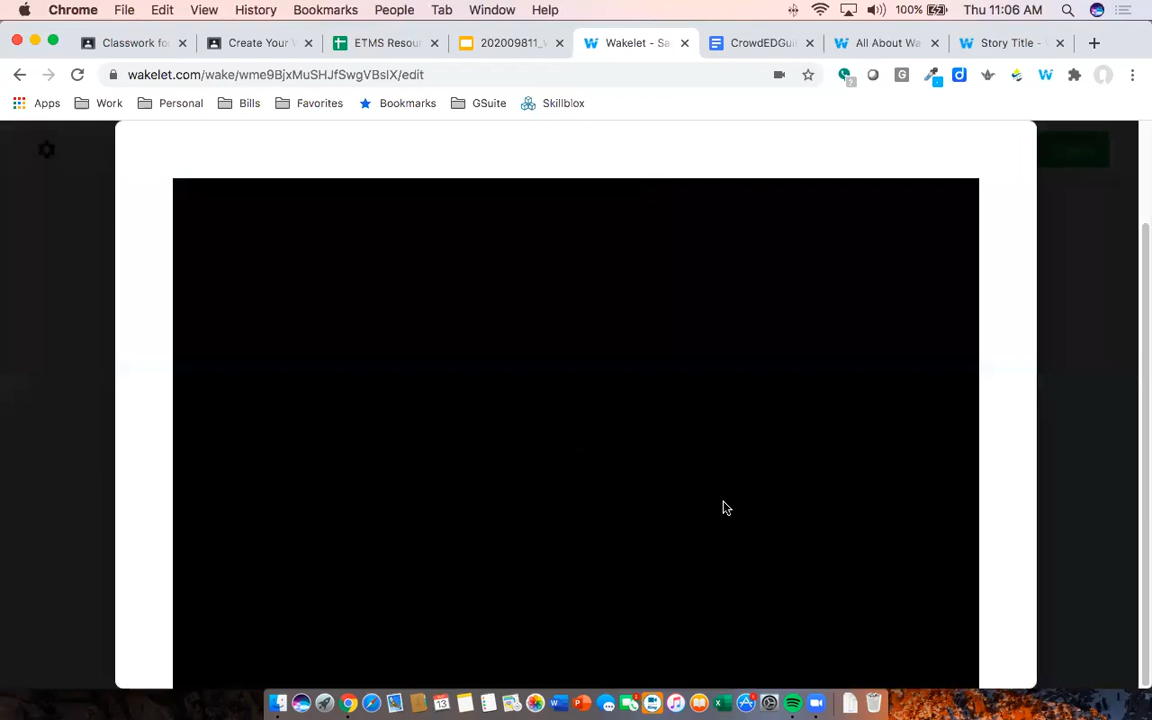 Chrome File Edit View History Bookmarks People Tab Window Help 100% Thu 11:06 AM
Classwork fo Create Your ETMS Resou 202009811_ Wakelet - Sa CrowdEDGui All About Wa Story Title -
wakelet.com/wake/wme9BjxMuSHJfSwgVBslX/edit
Apps Work Personal Bills Favorites Bookmarks GSuite Skillblox